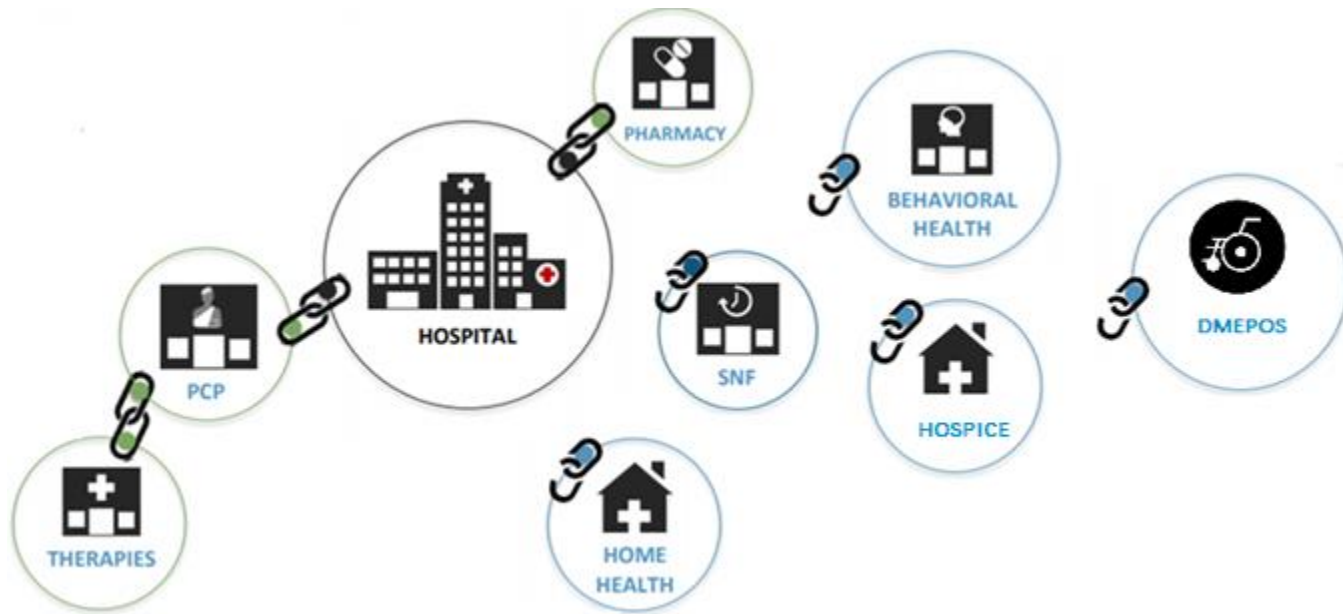 PHARMACY
BEHAVIORAL
HEALTH
DMEPOS
HOSPITAL
SNF
PCP
HOSPICE
THERAPIES
HOME
HEALTH